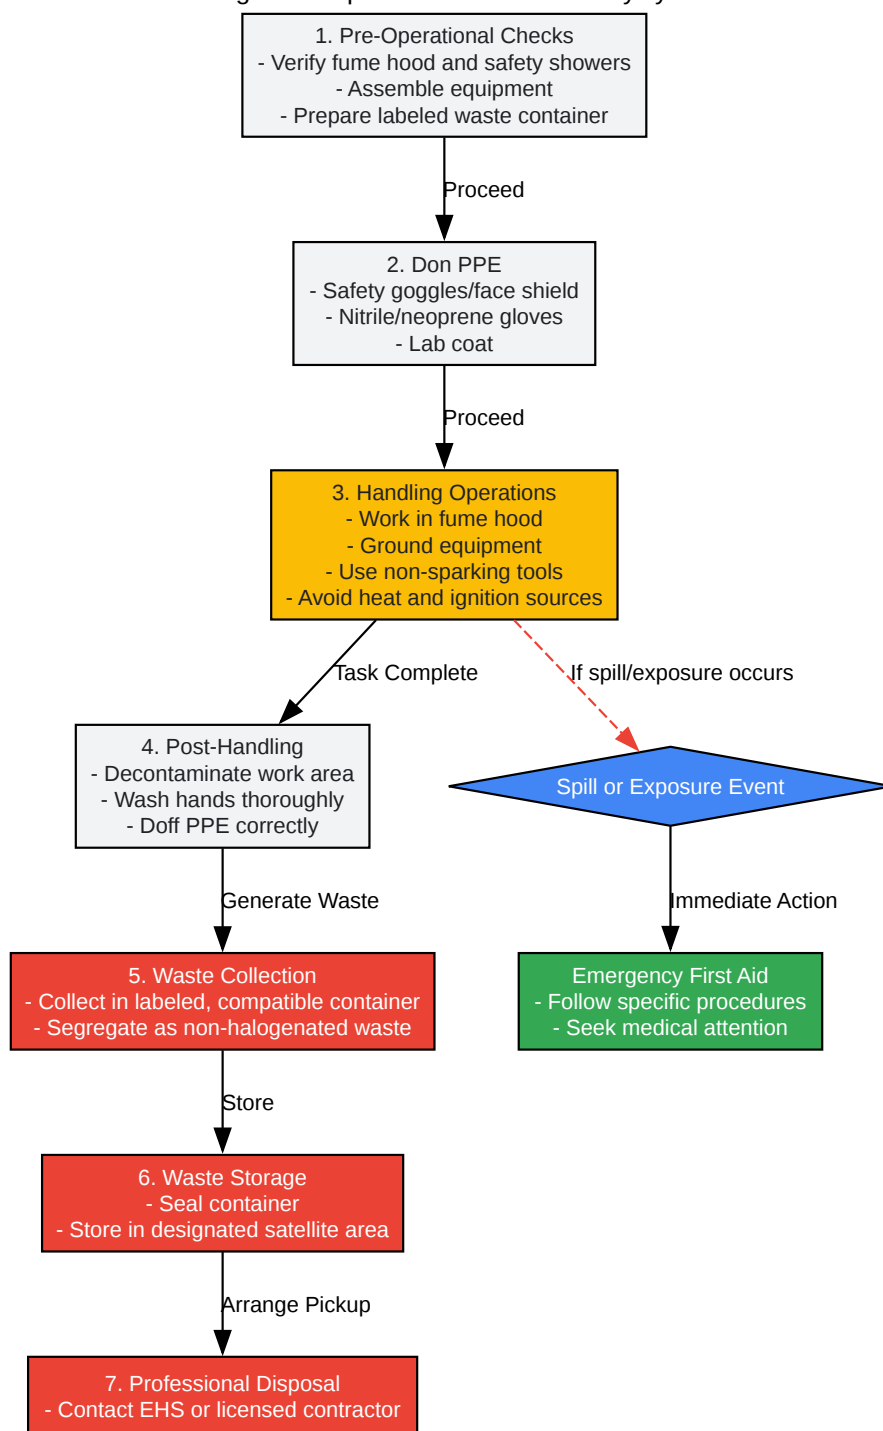 1. Pre-Operational Checks
- Verify fume hood and safety showers
- Assemble equipment
- Prepare labeled waste container
Proceed
2. Don PPE
- Safety goggles/face shield
- Nitrile/neoprene gloves
- Lab coat
Proceed
3. Handling Operations
- Work in fume hood
- Ground equipment
- Use non-sparking tools
- Avoid heat and ignition sources
Task Complete
If spill/exposure occurs
4. Post-Handling
- Decontaminate work area
- Wash hands thoroughly
- Doff PPE correctly
Spill or Exposure Event
Generate Waste
Immediate Action
5. Waste Collection
- Collect in labeled, compatible container
- Segregate as non-halogenated waste
Emergency First Aid
- Follow specific procedures
- Seek medical attention
Store
6. Waste Storage
- Seal container
- Store in designated satellite area
Arrange Pickup
7. Professional Disposal
- Contact EHS or licensed contractor